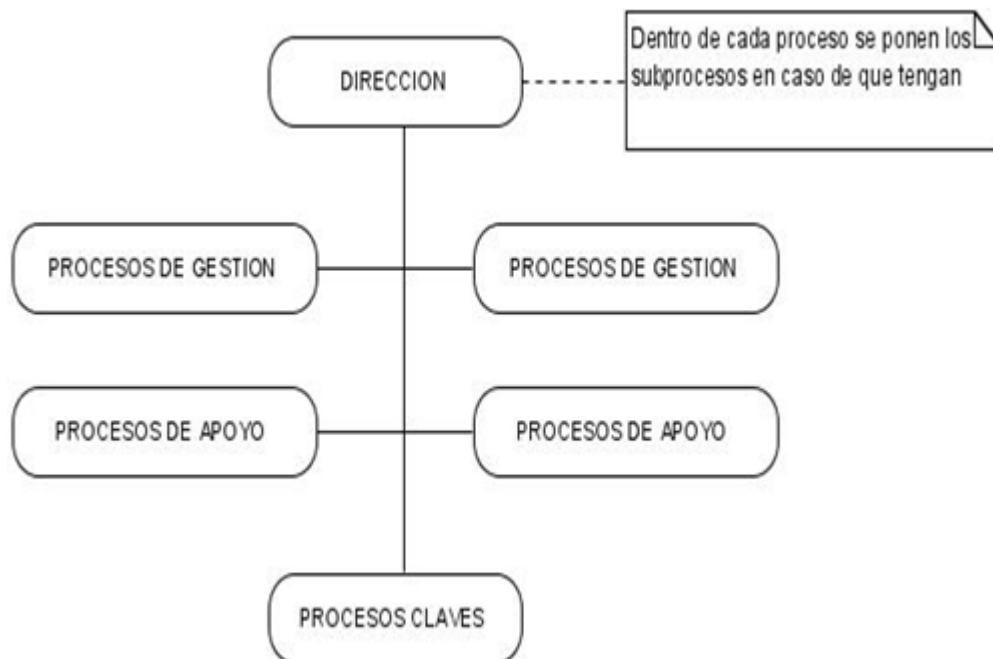 DIRECCION
Dentro de cada proceso se ponen los
subprocesos en caso de que tengan
PROCESOS DE GESTION
PROCESOS DE GESTION
PROCESOS DE APOYO
PROCESOS DE APOYO
PROCESOS CLAVES